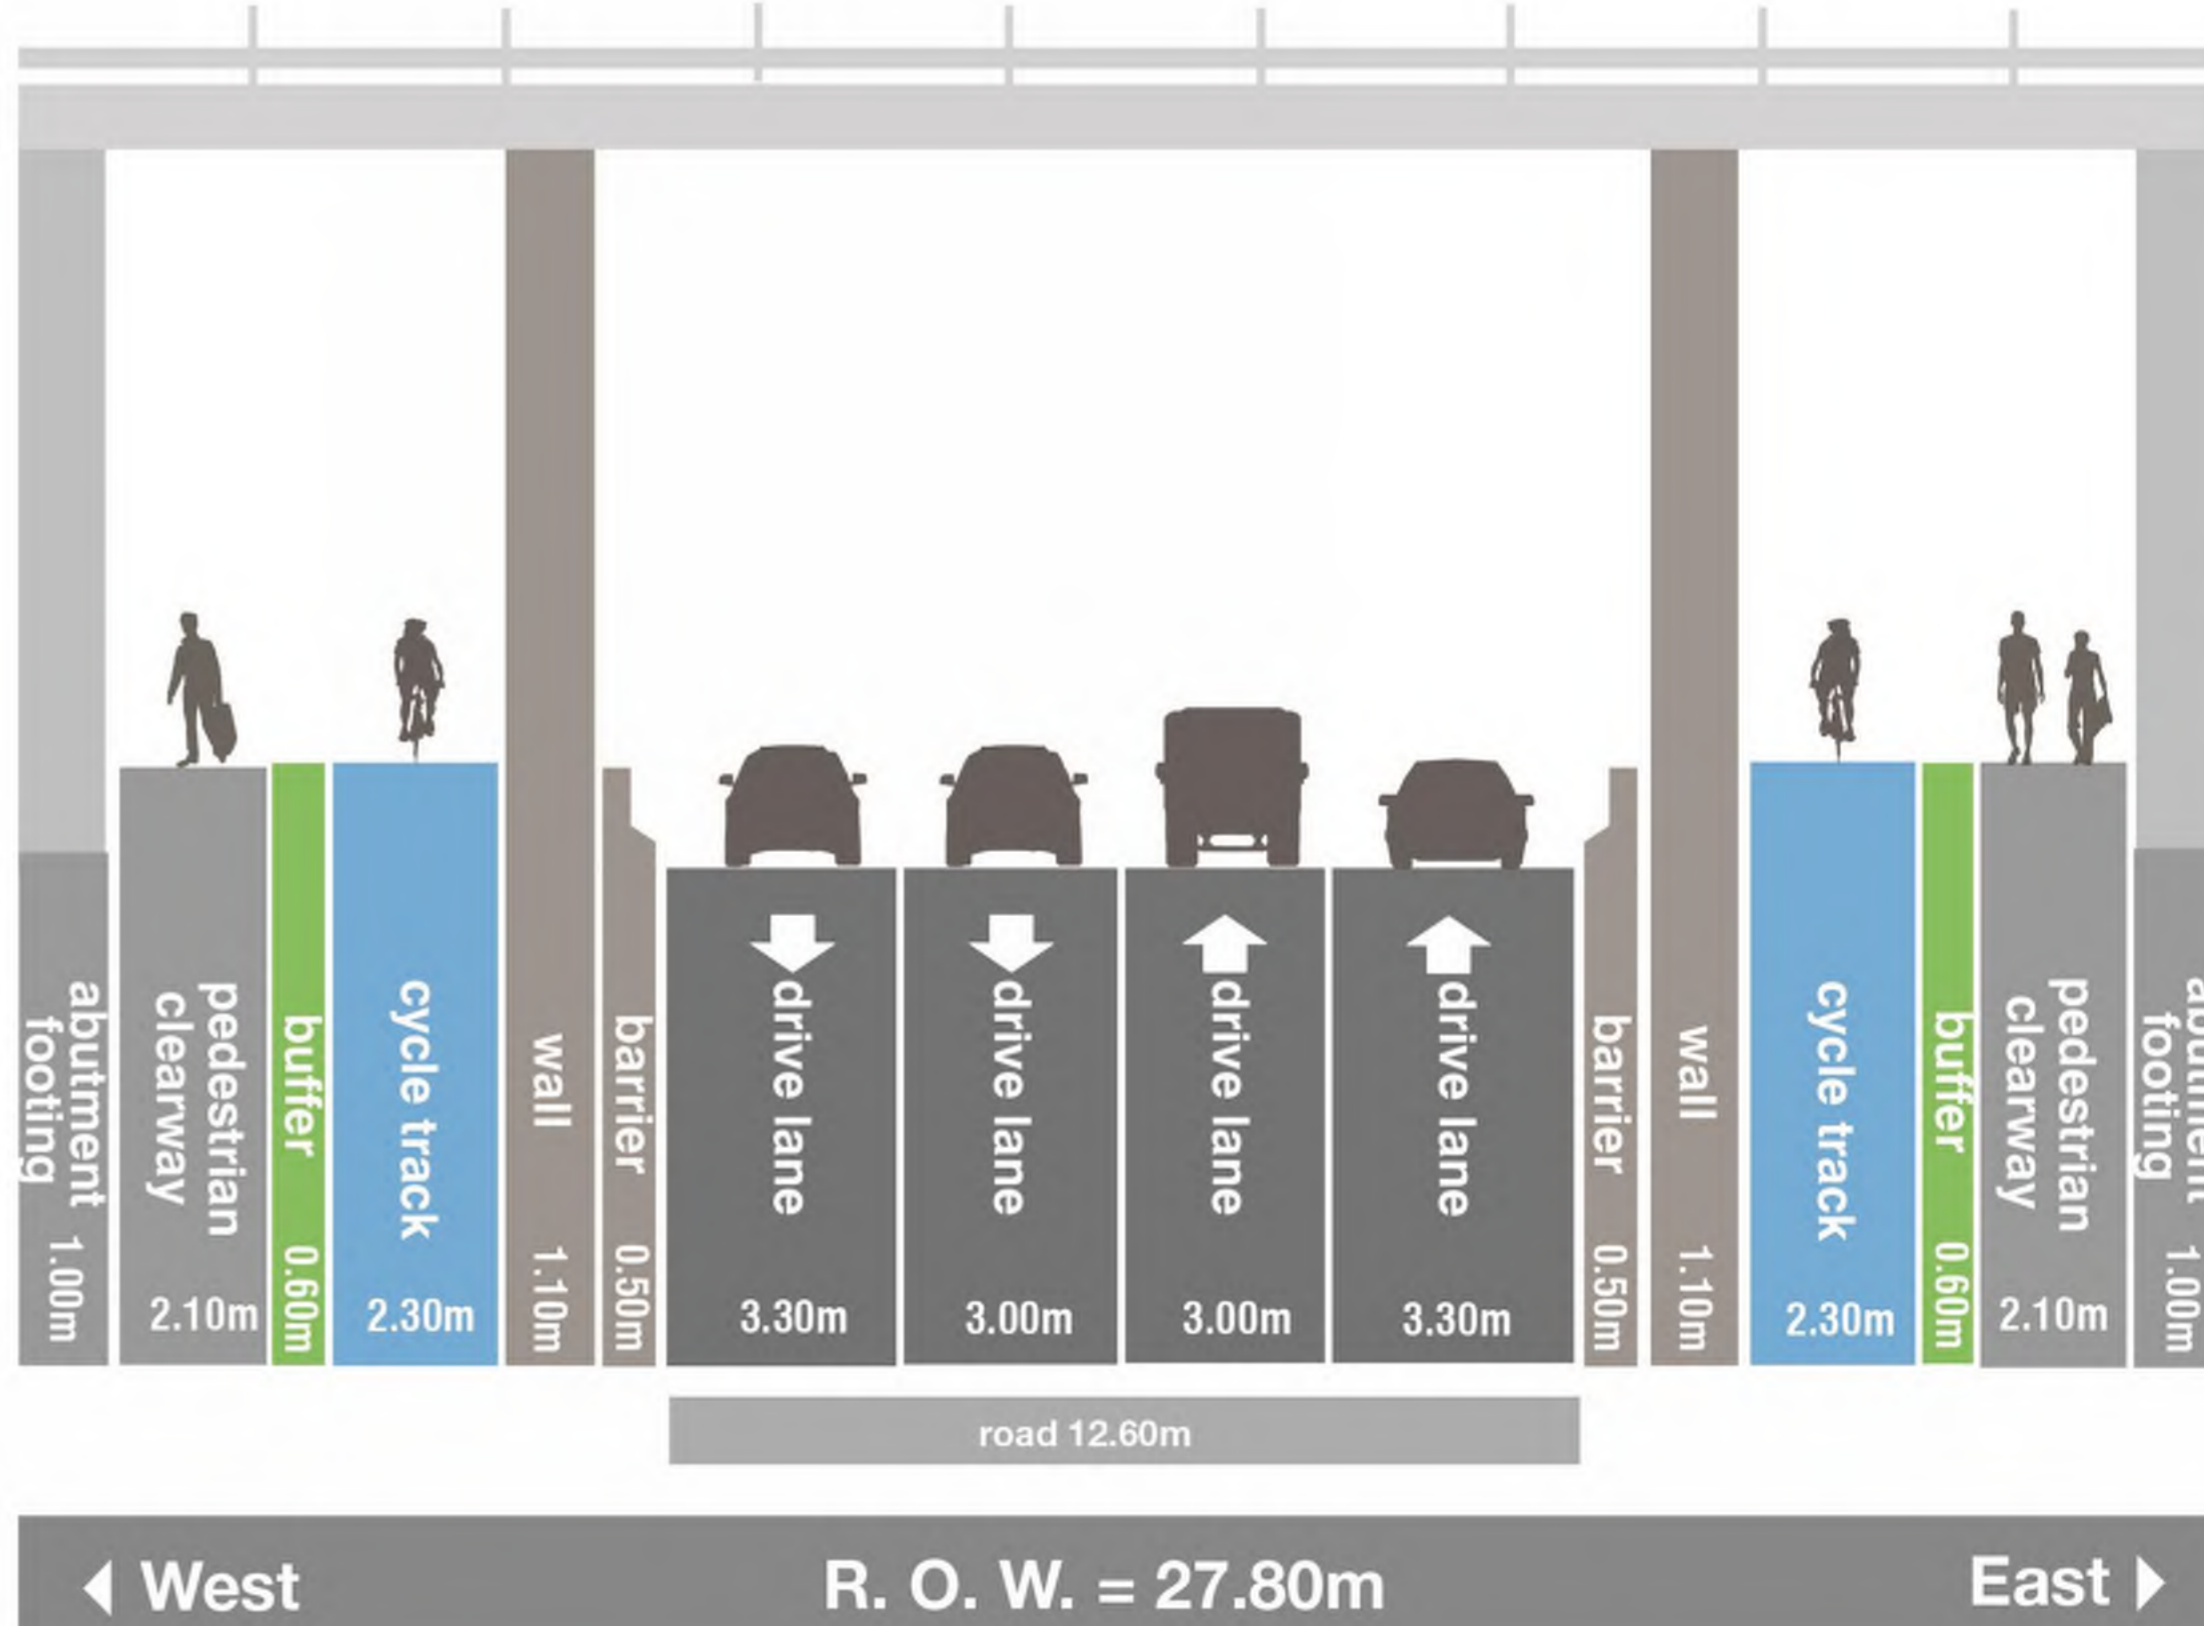 abutment
footing
1.00m
pedestrian
clearway
2.10m
buffer
0.60m
cycle track
2.30m
wall
1.10m
barrier
0.50m
drive lane
3.30m
drive lane
3.00m
drive lane
3.00m
drive lane
3.30m
barrier
0.50m
wall
1.10m
cycle track
2.30m
buffer
0.60m
pedestrian
clearway
2.10m
abutment
footing
1.00m
road 12.60m
West
R. O. W. = 27.80m
East